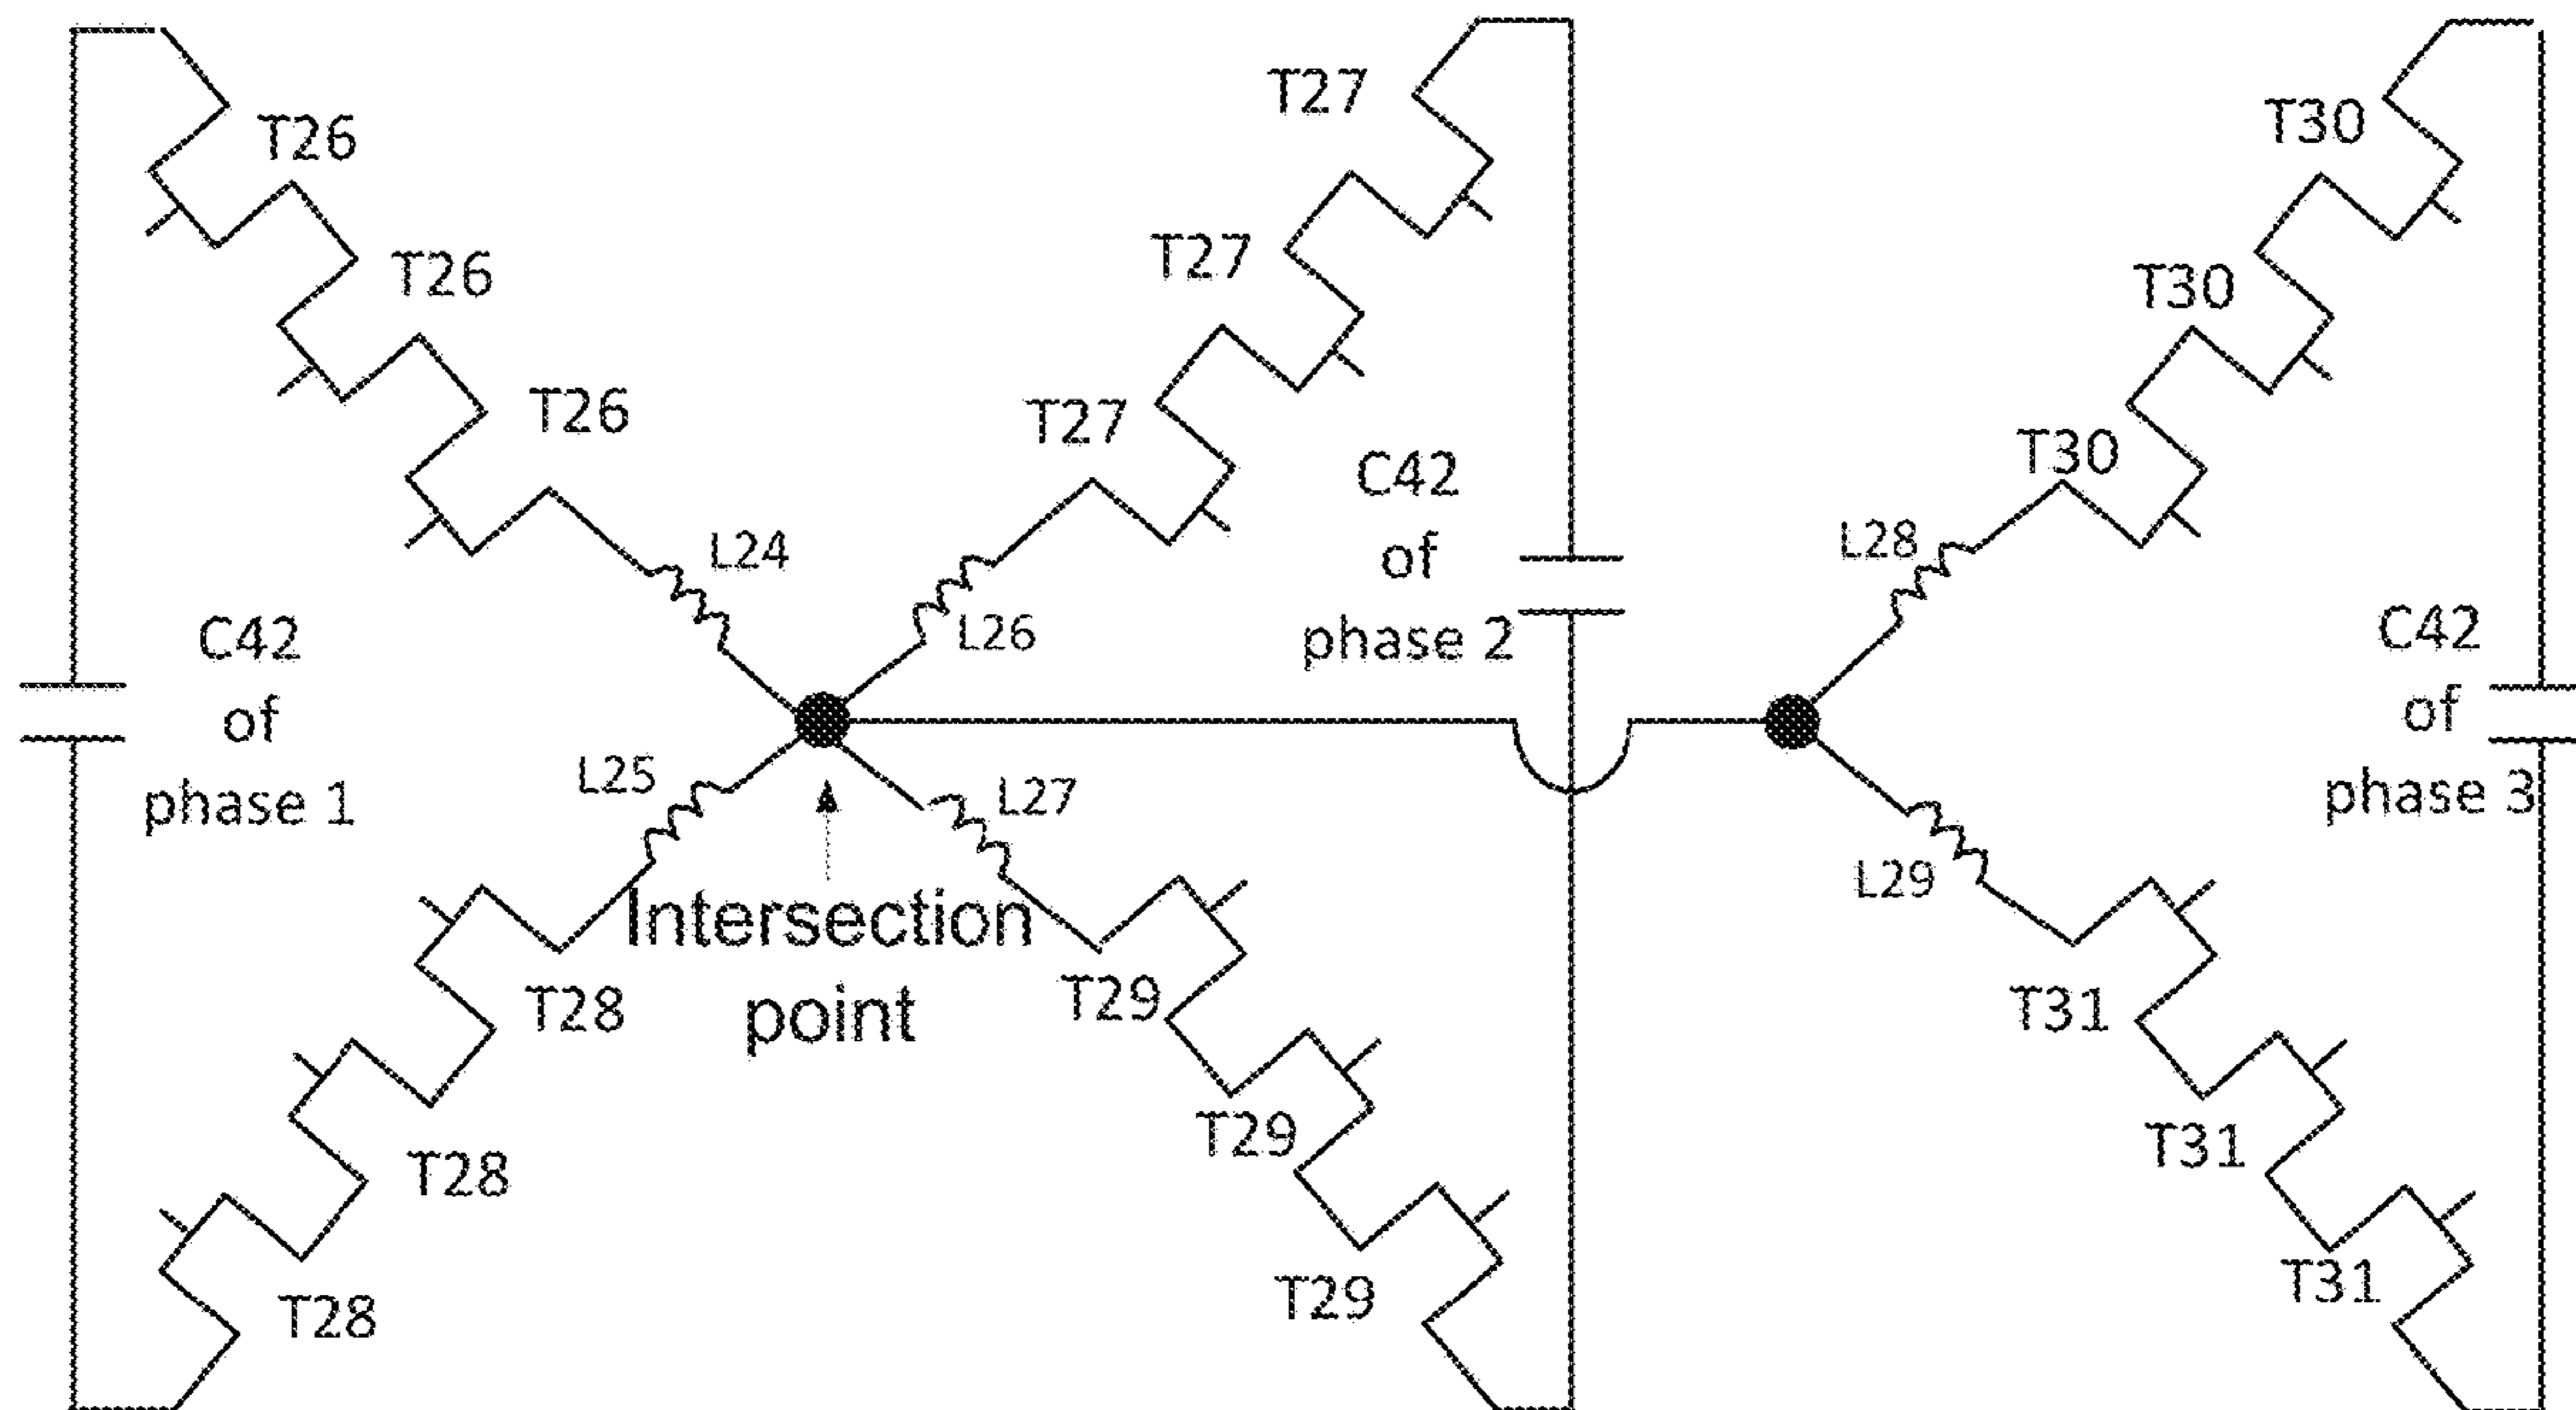 T26
T26
T26
T27
T27
T27
T30
T30
T30
L24
L26
L28
C42
of
phase 1
C42
of
phase 2
C42
of
phase 3
L25
L27
L29
Intersection
point
T28
T28
T28
T29
T29
T29
T31
T31
T31